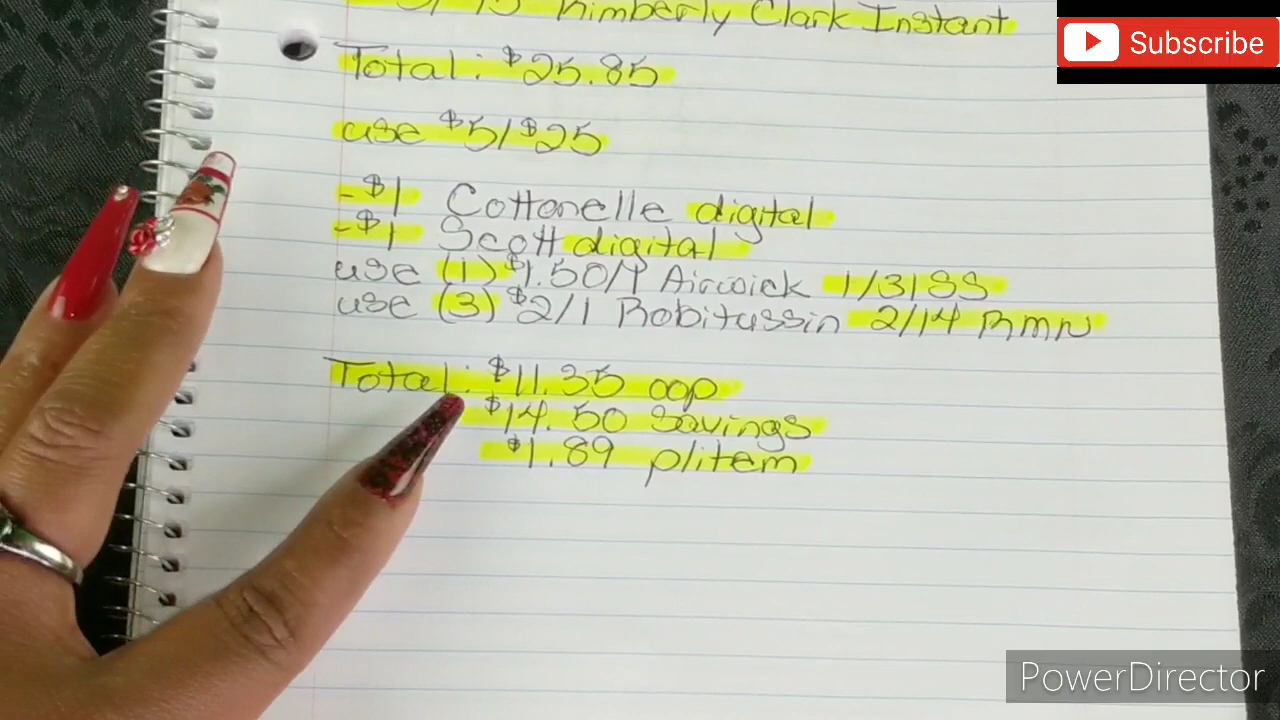 Kimberly Clark Instant
Subscribe
Total: $25.85
use $5/$25
-$1 Cottonelle digital
-$1 Scott digital
use (1) $1.50/1 Airwick 1/31 SS
use (3) $2/1 Robitussin 2/14 RMN
Total: $11.35 oop
$14.50 savings
$1.89 p/item
PowerDirector